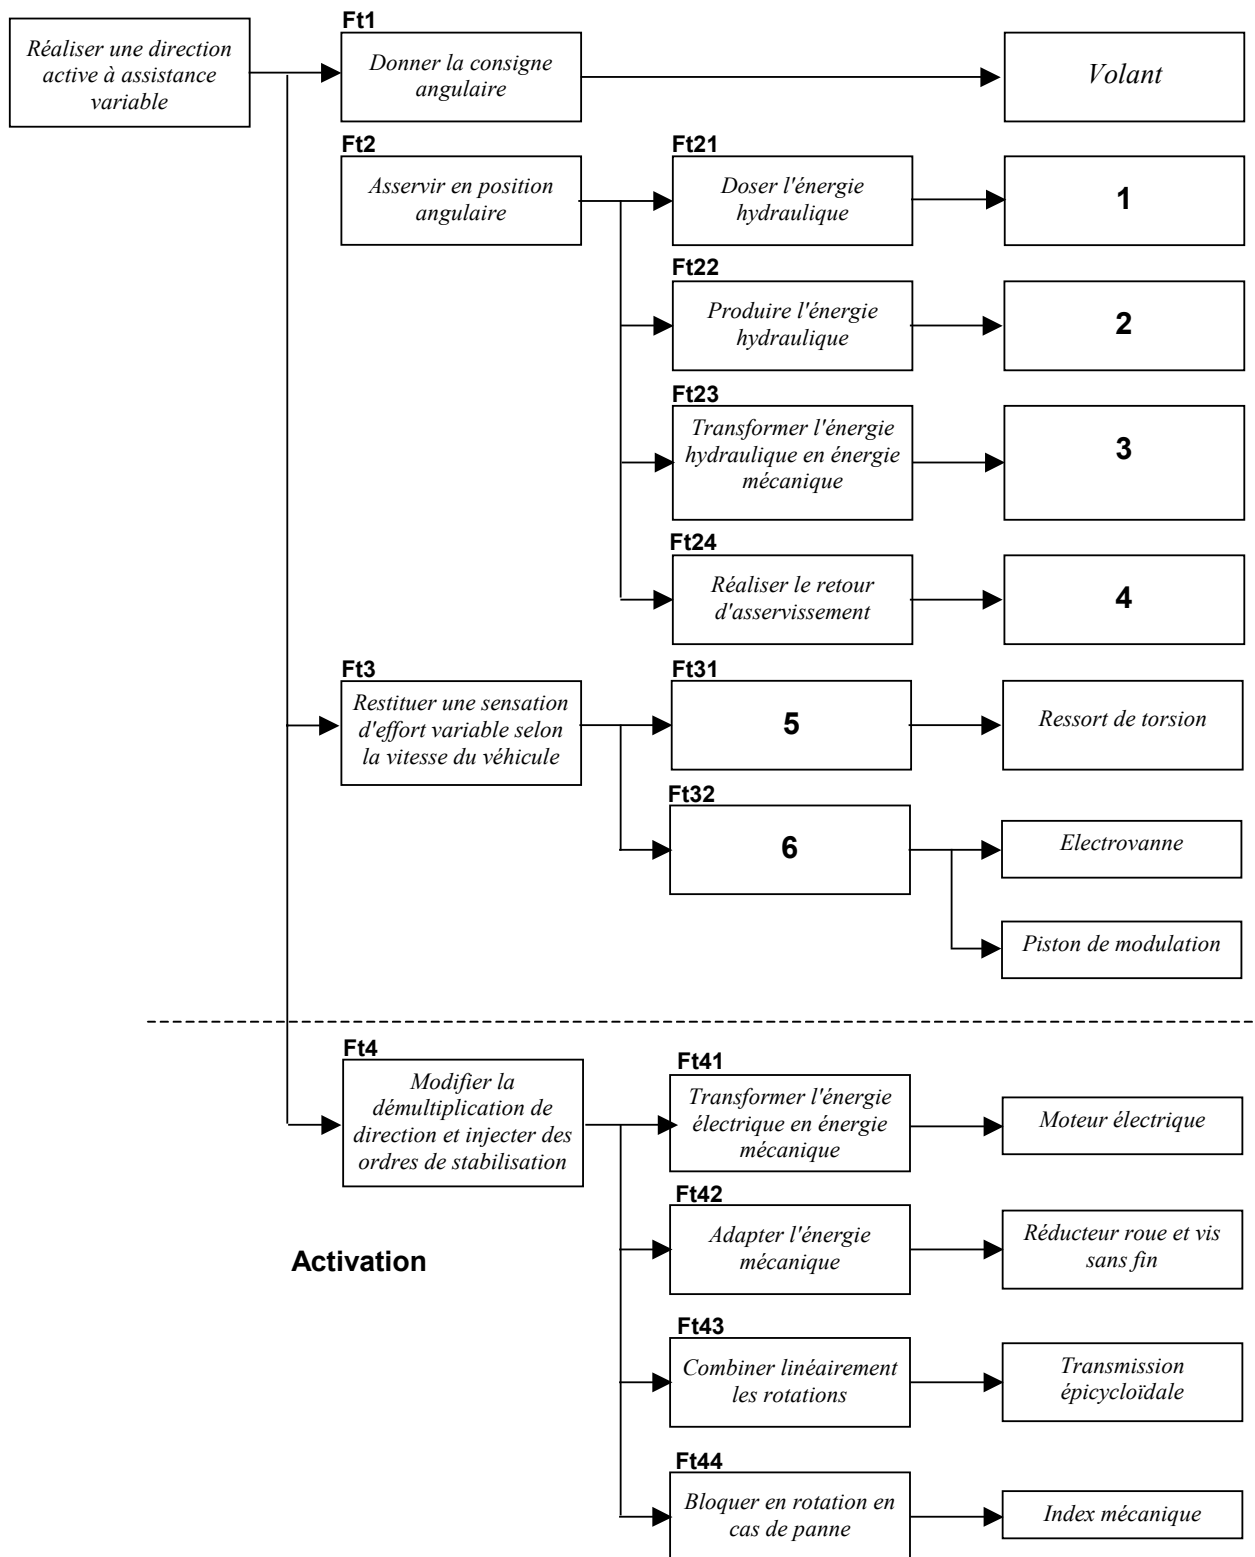 Ft1
Réaliser une direction
active à assistance
variable
Donner la consigne
angulaire
Volant
Ft2
Asservir en position
angulaire
Ft21
Doser l'énergie
hydraulique
1
Ft22
Produire l'énergie
hydraulique
2
Ft23
Transformer l'énergie
hydraulique en énergie
mécanique
3
Ft24
Réaliser le retour
d'asservissement
4
Ft3
Restituer une sensation
d'effort variable selon
la vitesse du véhicule
Ft31
5
Ressort de torsion
Ft32
6
Electrovanne
Piston de modulation
Ft4
Modifier la
démultiplication de
direction et injecter des
ordres de stabilisation
Ft41
Transformer l'énergie
électrique en énergie
mécanique
Moteur électrique
Ft42
Adapter l'énergie
mécanique
Réducteur roue et vis
sans fin
Activation
Ft43
Combiner linéairement
les rotations
Transmission
épicycloïdale
Ft44
Bloquer en rotation en
cas de panne
Index mécanique